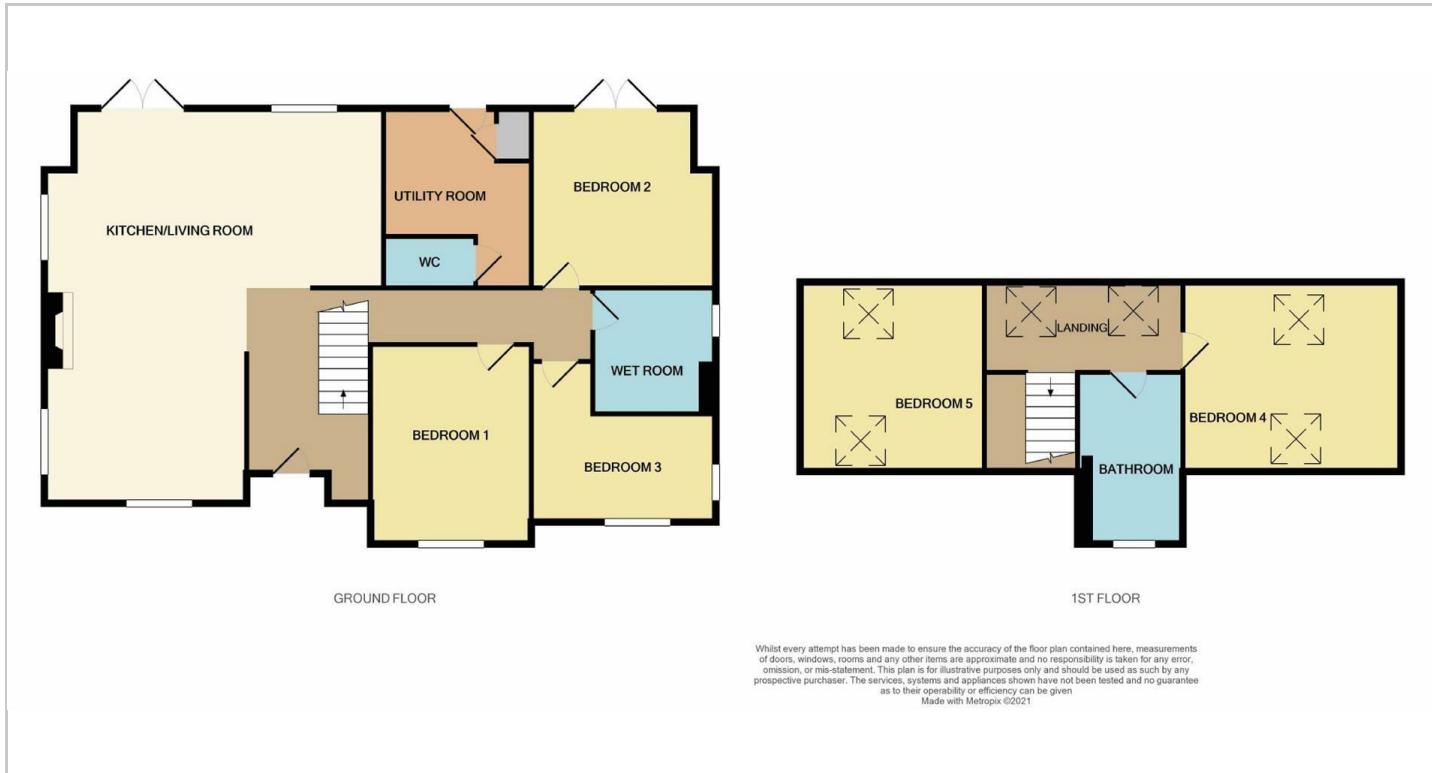 KITCHEN/LIVING ROOM
UTILITY ROOM
WC
BEDROOM 2
WET ROOM
BEDROOM 1
BEDROOM 3
GROUND FLOOR
BEDROOM 5
LANDING
BEDROOM 4
BATHROOM
1ST FLOOR
Whilst every attempt has been made to ensure the accuracy of the floor plan contained here, measurements
of doors, windows, rooms and any other items are approximate and no responsibility is taken for any error,
omission, or mis-statement. This plan is for illustrative purposes only and should be used as such by any
prospective purchaser. The services, systems and appliances shown have not been tested and no guarantee
as to their operability or efficiency can be given
Made with Metropix ©2021